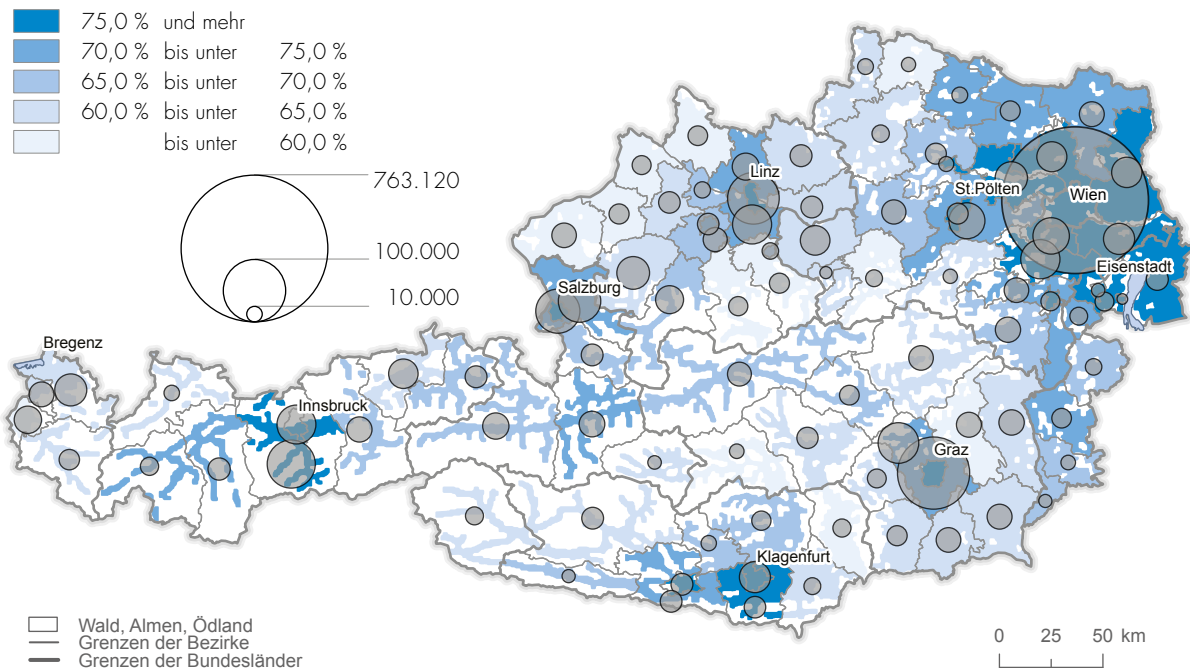 75,0 % und mehr
70,0 % bis unter 75,0 %
65,0 % bis unter 70,0 %
60,0 % bis unter 65,0 %
bis unter 60,0 %
763.120
100.000
10.000
Linz
St.Pölten
Wien
Eisenstadt
Salzburg
Bregenz
Innsbruck
Graz
Klagenfurt
Wald, Almen, Ödland
Grenzen der Bezirke
Grenzen der Bundesländer
0 25 50 km